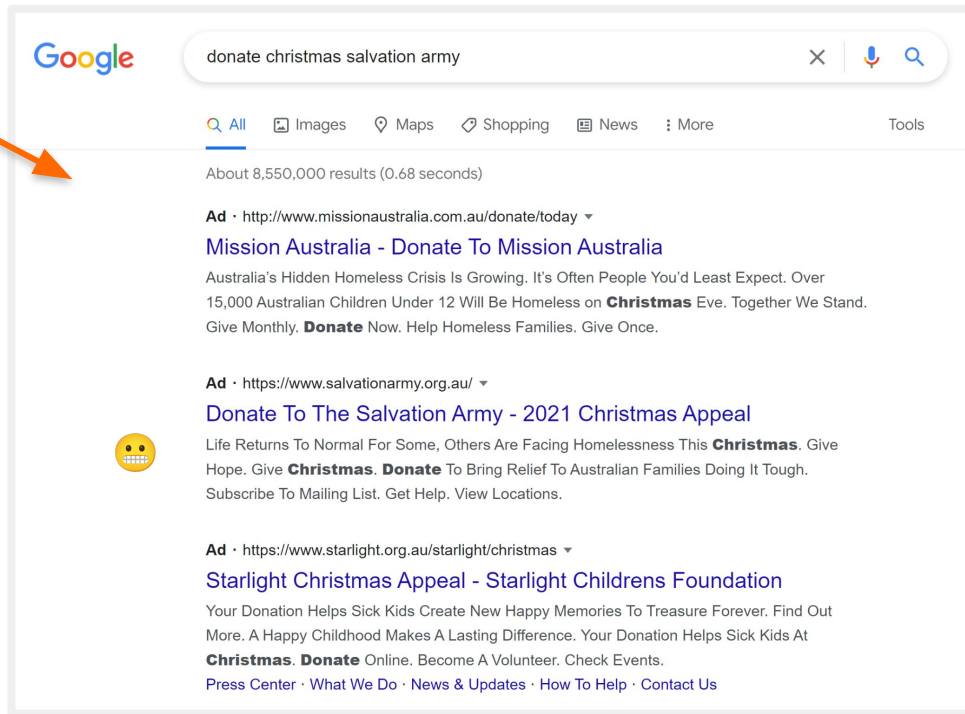 Google
donate christmas salvation army
All Images Maps Shopping News More Tools
About 8,550,000 results (0.68 seconds)
Ad · http://www.missionaustralia.com.au/donate/today
Mission Australia - Donate To Mission Australia
Australia’s Hidden Homeless Crisis Is Growing. It’s Often People You’d Least Expect. Over
15,000 Australian Children Under 12 Will Be Homeless on Christmas Eve. Together We Stand.
Give Monthly. Donate Now. Help Homeless Families. Give Once.
Ad · https://www.salvationarmy.org.au/
Donate To The Salvation Army - 2021 Christmas Appeal
Life Returns To Normal For Some, Others Are Facing Homelessness This Christmas. Give
Hope. Give Christmas. Donate To Bring Relief To Australian Families Doing It Tough.
Subscribe To Mailing List. Get Help. View Locations.
Ad · https://www.starlight.org.au/starlight/christmas
Starlight Christmas Appeal - Starlight Childrens Foundation
Your Donation Helps Sick Kids Create New Happy Memories To Treasure Forever. Find Out
More. A Happy Childhood Makes A Lasting Difference. Your Donation Helps Sick Kids At
Christmas. Donate Online. Become A Volunteer. Check Events.
Press Center · What We Do · News & Updates · How To Help · Contact Us